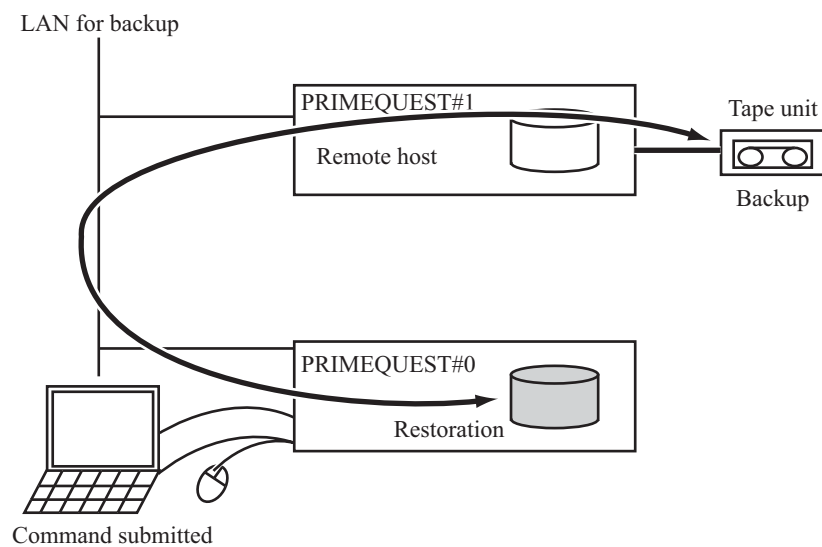 LAN for backup
PRIMEQUEST#1
Remote host
Tape unit
Backup
PRIMEQUEST#0
Restoration
Command submitted